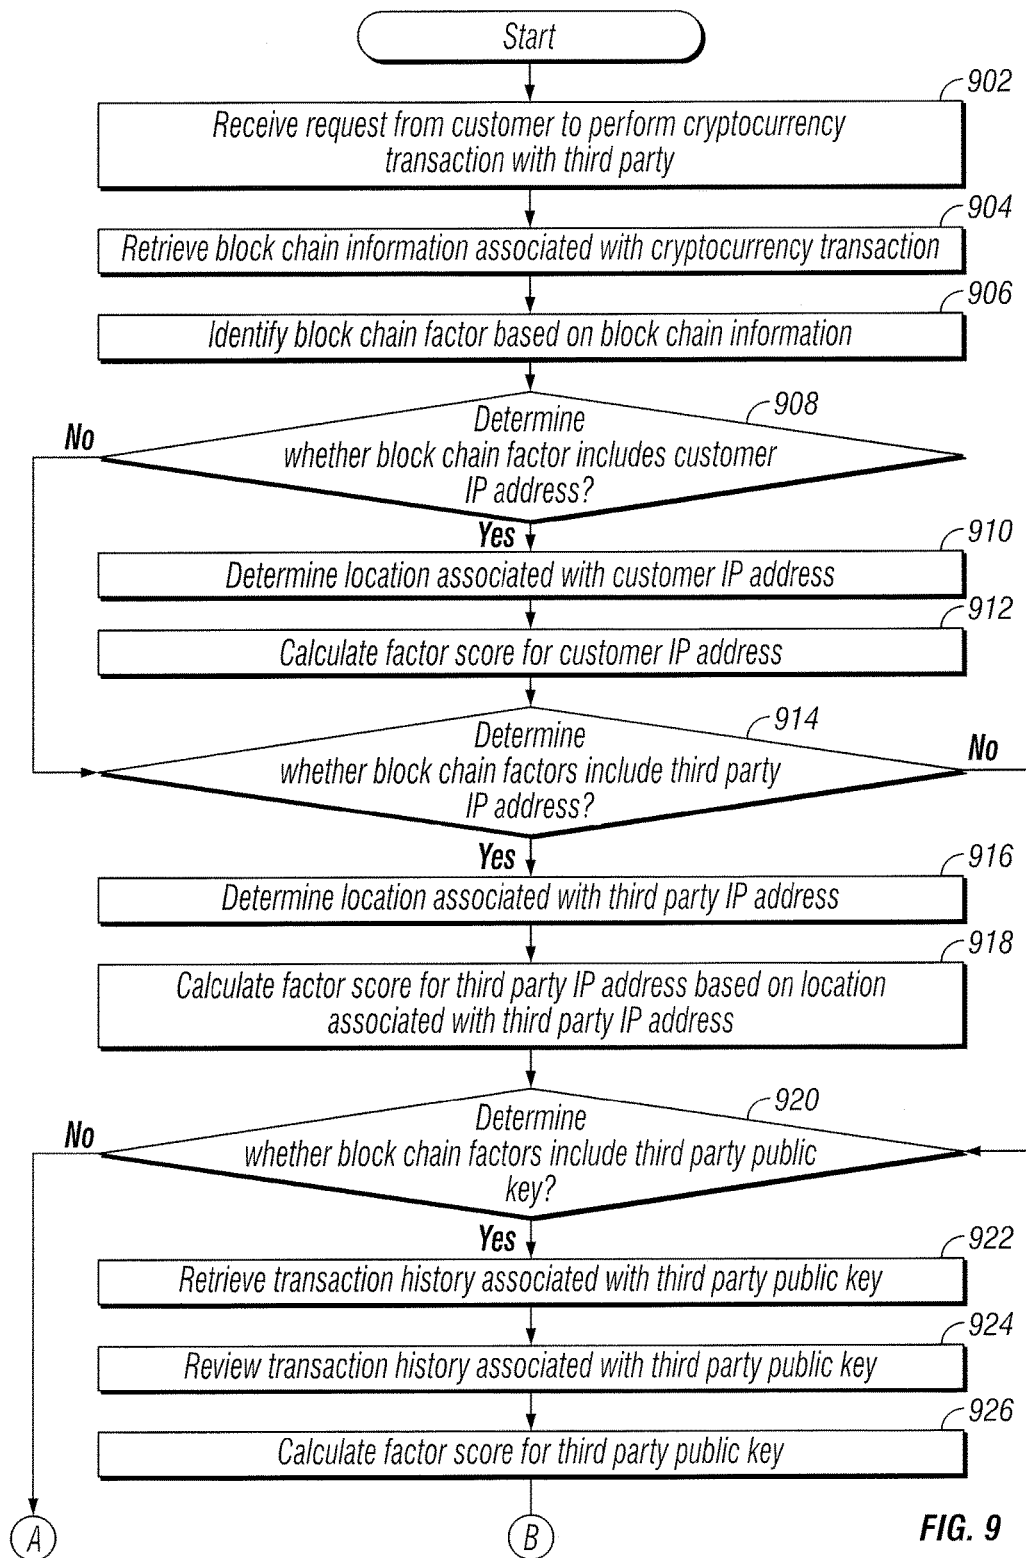 Start
902
Receive request from customer to perform cryptocurrency
transaction with third party
904
Retrieve block chain information associated with cryptocurrency transaction
906
Identify block chain factor based on block chain information
908
Determine
whether block chain factor includes customer
IP address?
No
Yes
910
Determine location associated with customer IP address
912
Calculate factor score for customer IP address
914
Determine
whether block chain factors include third party
IP address?
No
Yes
916
Determine location associated with third party IP address
918
Calculate factor score for third party IP address based on location
associated with third party IP address
920
Determine
whether block chain factors include third party public
key?
No
Yes
922
Retrieve transaction history associated with third party public key
924
Review transaction history associated with third party public key
926
Calculate factor score for third party public key
A
B
FIG. 9